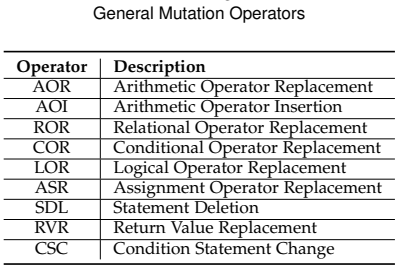 General Mutation Operators
Operator Description
AOR Arithmetic Operator Replacement
AOI Arithmetic Operator Insertion
ROR Relational Operator Replacement
COR Conditional Operator Replacement
LOR Logical Operator Replacement
ASR Assignment Operator Replacement
SDL Statement Deletion
RVR Return Value Replacement
CSC Condition Statement Change